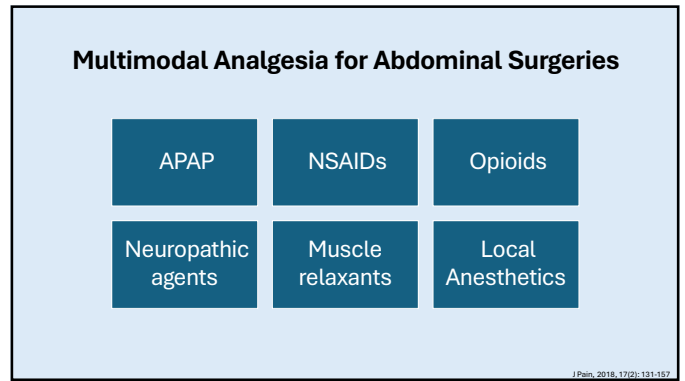 Multimodal Analgesia for Abdominal Surgeries
APAP
NSAIDs
Opioids
Neuropathic
agents
Muscle
relaxants
Local
Anesthetics
J Pain, 2018, 17(2): 131-157